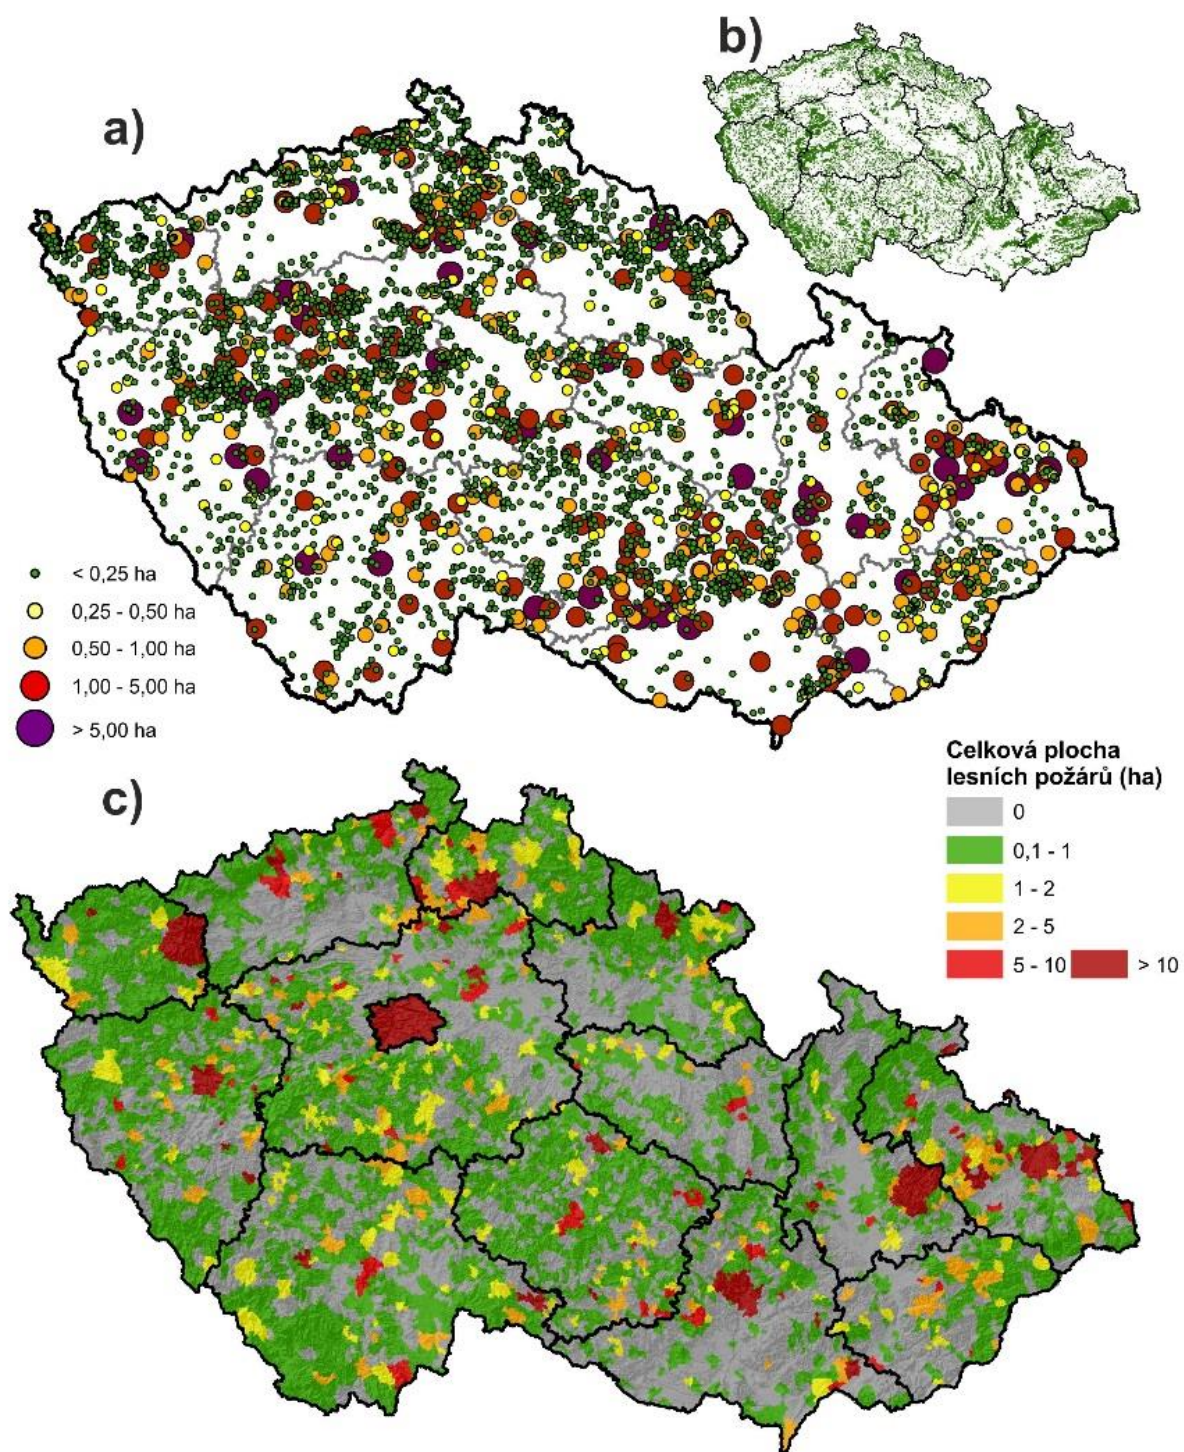 b)
a)
< 0,25 ha
0,25 - 0,50 ha
0,50 - 1,00 ha
1,00 - 5,00 ha
> 5,00 ha
Celková plocha
lesních požárů (ha)
c)
0
0,1 - 1
1 - 2
2 - 5
5 - 10 > 10